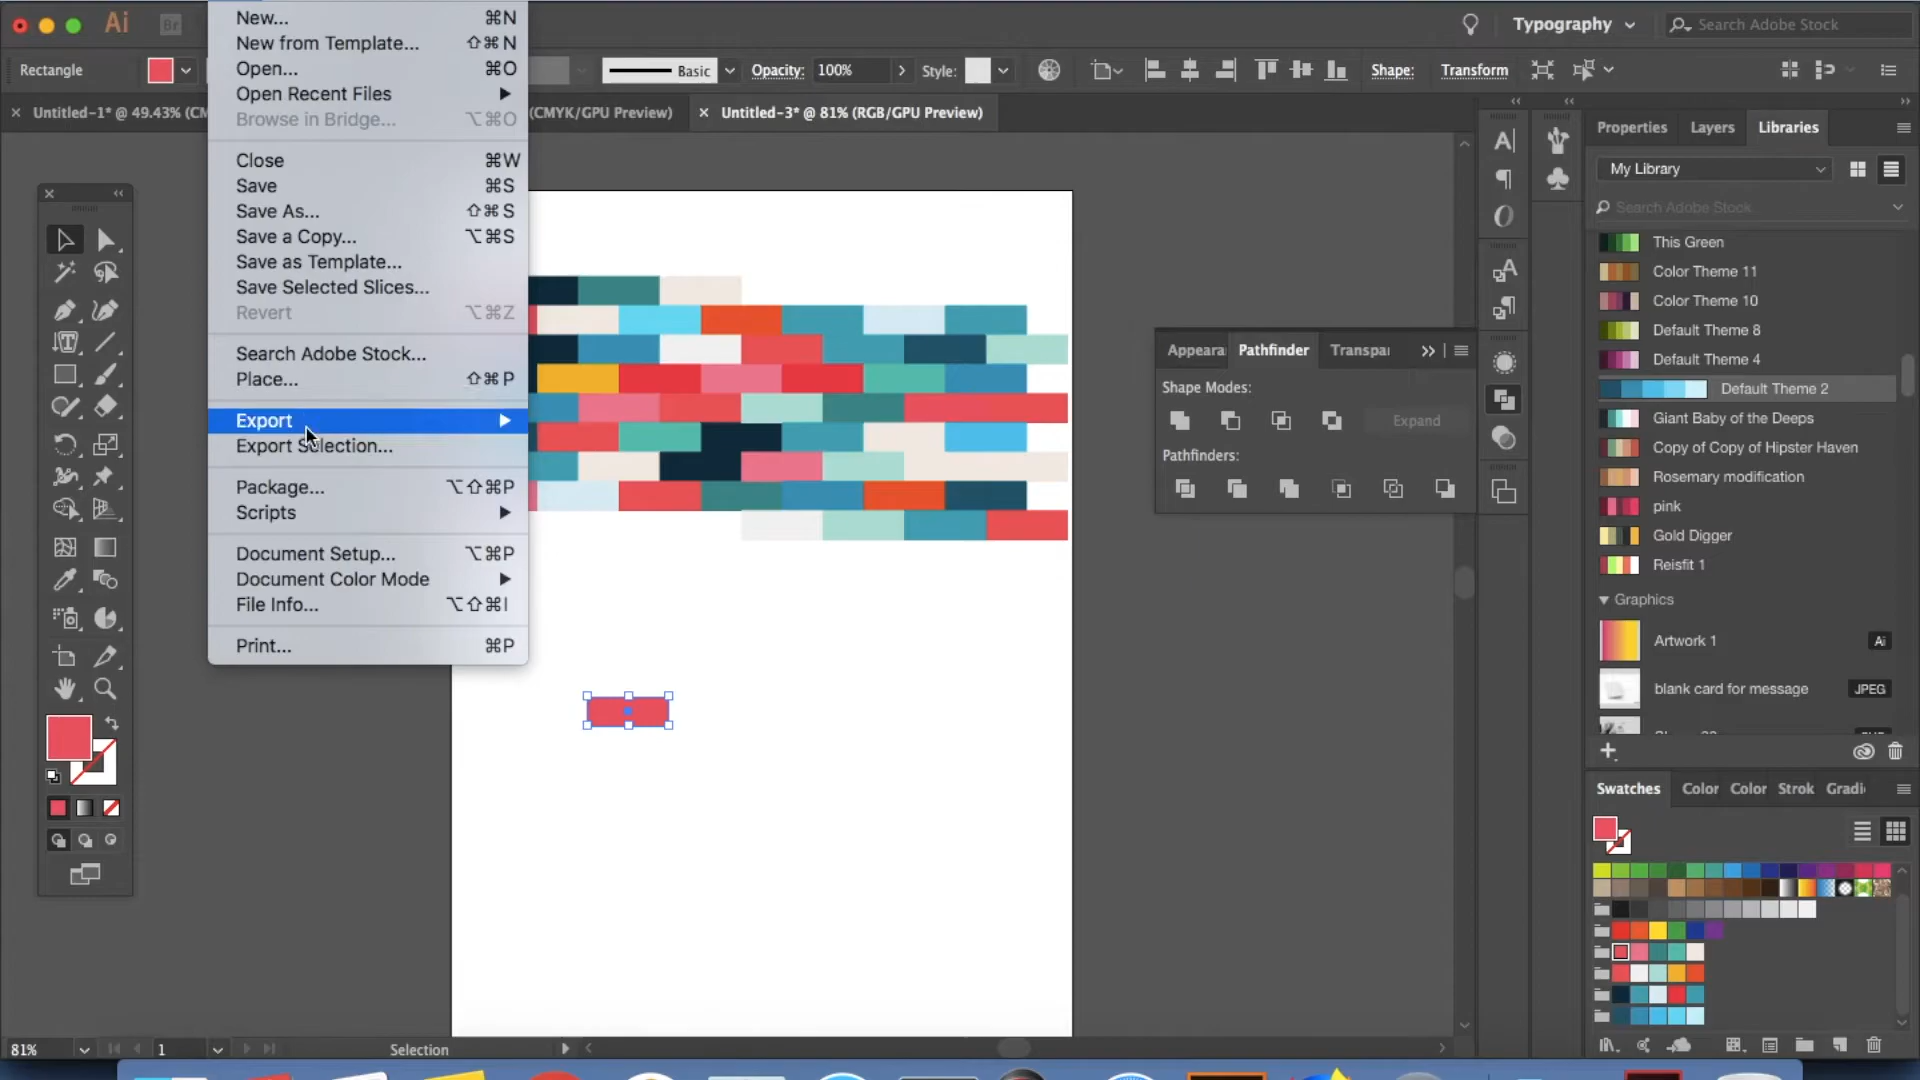 Ai
Br
Typography
Search Adobe Stock
Rectangle
Basic
Opacity:
100%
Style:
Shape:
Transform
Untitled-1* @ 49.43% (CM
(CMYK/GPU Preview)
Untitled-3* @ 81% (RGB/GPU Preview)
New... ⌘N
New from Template... ⇧⌘N
Open... ⌘O
Open Recent Files
Browse in Bridge... ⌥⌘O
Close ⌘W
Save ⌘S
Save As... ⇧⌘S
Save a Copy... ⌥⌘S
Save as Template...
Save Selected Slices...
Revert ⌥⌘Z
Search Adobe Stock...
Place... ⇧⌘P
Export
Export Selection...
Package... ⌥⇧⌘P
Scripts
Document Setup... ⌥⌘P
Document Color Mode
File Info... ⌥⇧⌘I
Print... ⌘P
Appeara
Pathfinder
Transpar
Shape Modes:
Expand
Pathfinders:
Properties
Layers
Libraries
My Library
Search Adobe Stock
This Green
Color Theme 11
Color Theme 10
Default Theme 8
Default Theme 4
Default Theme 2
Giant Baby of the Deeps
Copy of Copy of Hipster Haven
Rosemary modification
pink
Gold Digger
Reisfit 1
Graphics
Artwork 1
Ai
blank card for message
JPEG
Swatches
Color
Color
Strok
Gradi
81%
1
Selection